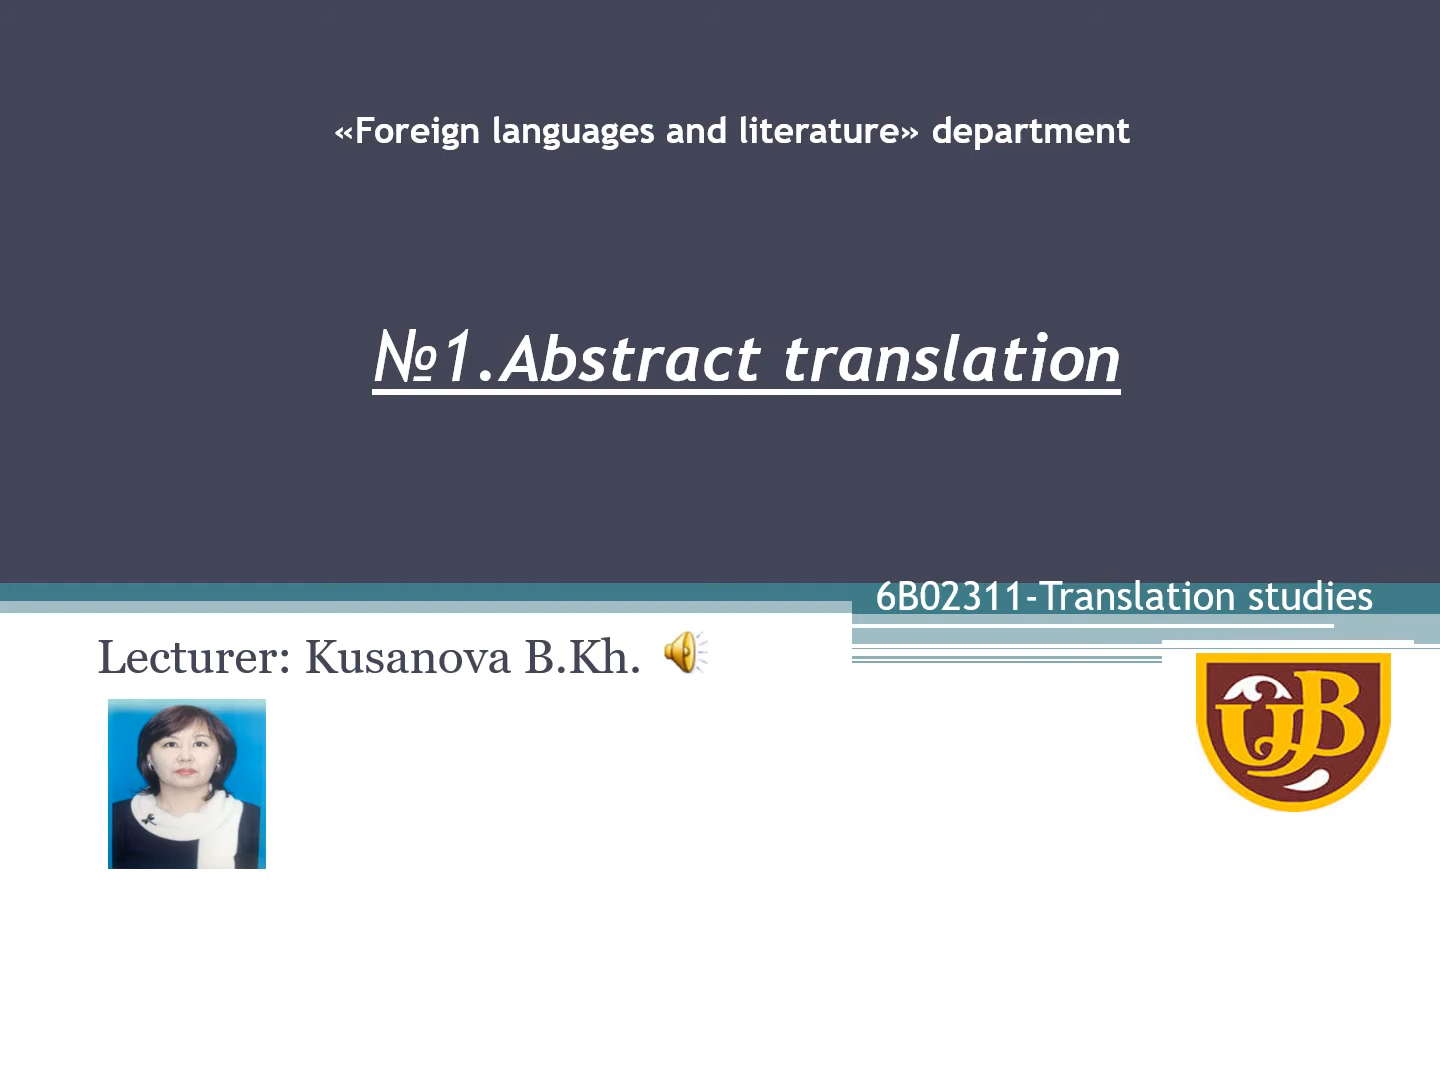 «Foreign languages and literature» department
№1.Abstract translation
6B02311-Translation studies
Lecturer: Kusanova B.Kh.